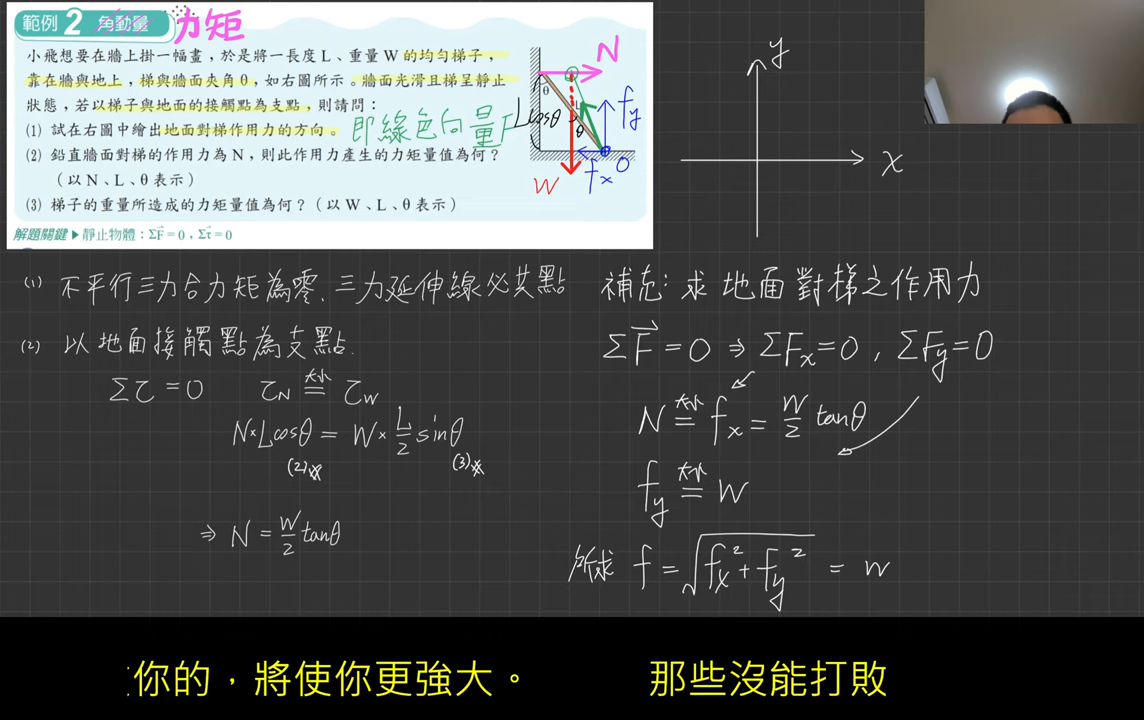 範例 2 角動量 力矩
小飛想要在牆上掛一幅畫，於是將一長度 L、重量 W 的均勻梯子，
靠在牆與地上，梯與牆面夾角 θ，如右圖所示。牆面光滑且梯呈靜止
狀態，若以梯子與地面的接觸點為支點，則請問：
(1) 試在右圖中繪出地面對梯作用力的方向。即綠色向量F
(2) 鉛直牆面對梯的作用力為 N，則此作用力產生的力矩量值為何？
（以 N、L、θ 表示）
(3) 梯子的重量所造成的力矩量值為何？（以 W、L、θ 表示）
解題關鍵▶靜止物體：ΣF⃗ = 0，Στ⃗ = 0
N
θ
Lcosθ
L
θ
fy
W
fx
O
y
x
(1) 不平行三力合力矩為零、三力延伸線必共點
(2) 以地面接觸點為支點.
Στ = 0 τN 大小= τW
N×Lcosθ = W× L/2 sinθ
(2)※ (3)※
⇒ N = W/2 tanθ
補充: 求地面對梯之作用力
ΣF⃗ = 0 ⇒ ΣFx=0, ΣFy=0
N 大小= fx = W/2 tanθ
fy 大小= W
所求 f = √(fx² + fy²) = W
你的，將使你更強大。 那些沒能打敗